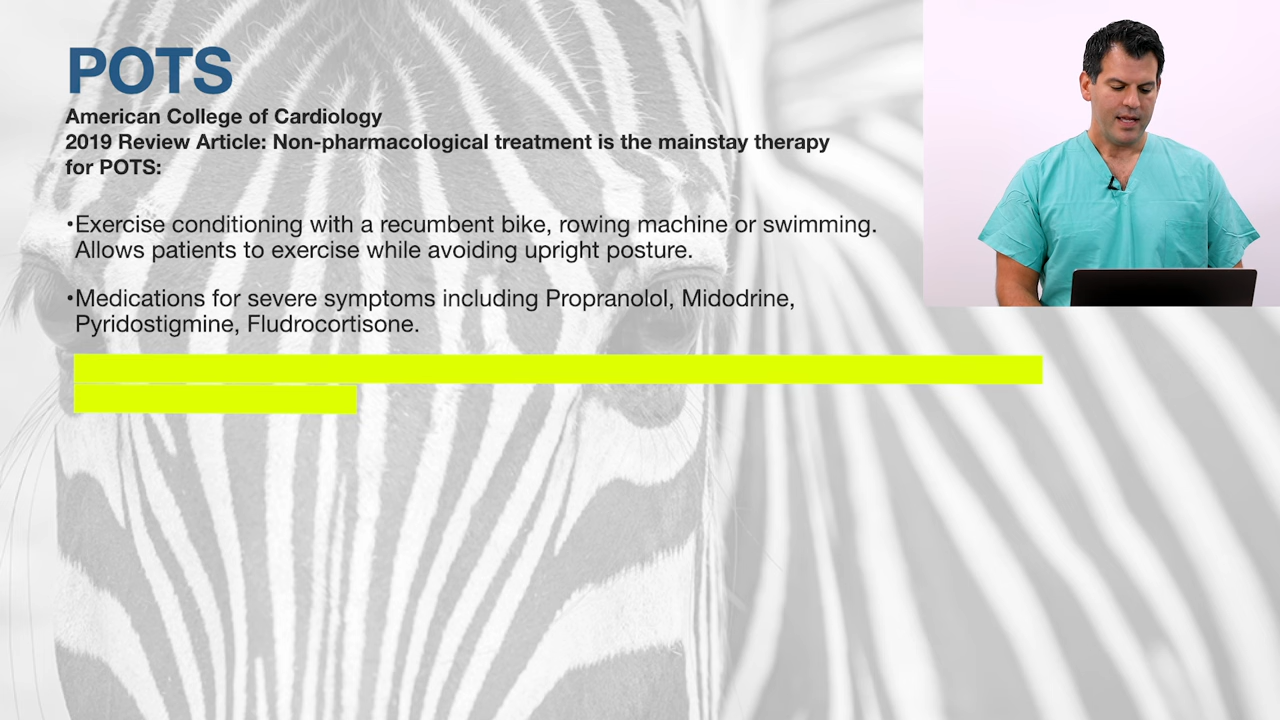 POTS
American College of Cardiology
2019 Review Article: Non-pharmacological treatment is the mainstay therapy
for POTS:
•Exercise conditioning with a recumbent bike, rowing machine or swimming.
Allows patients to exercise while avoiding upright posture.
•Medications for severe symptoms including Propranolol, Midodrine,
Pyridostigmine, Fludrocortisone.